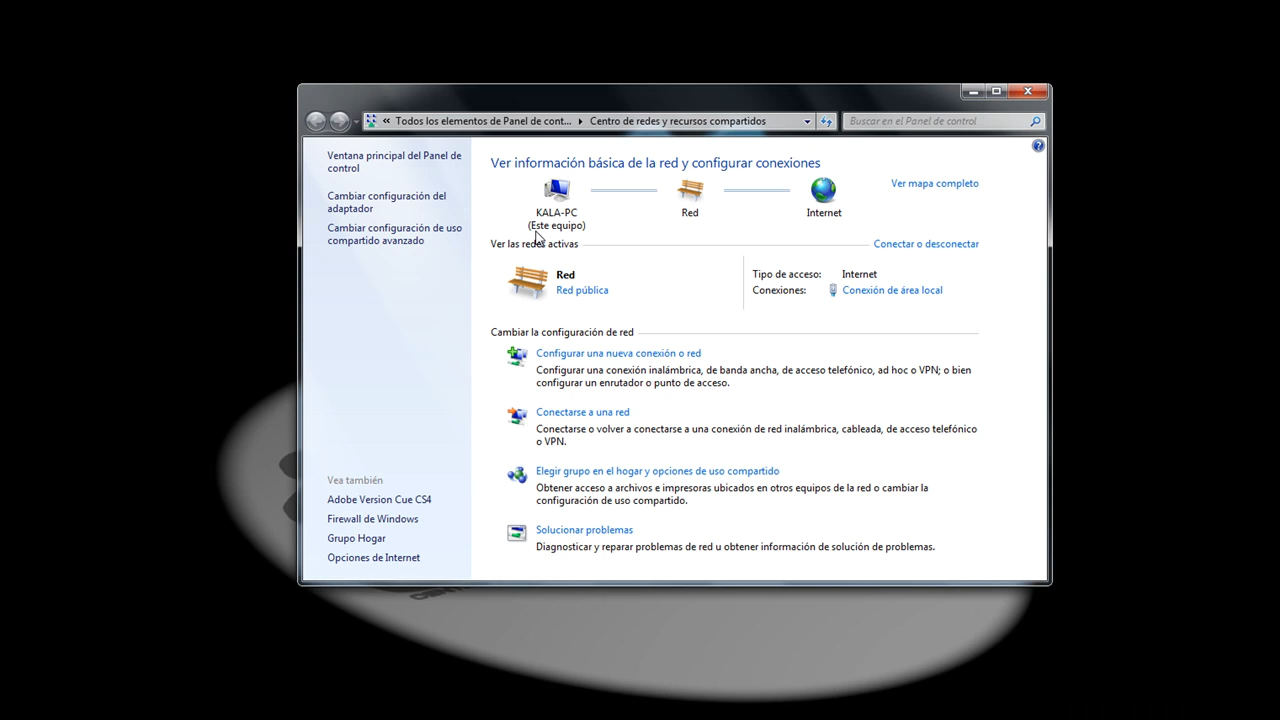 Todos los elementos de Panel de cont... Centro de redes y recursos compartidos
Buscar en el Panel de control
Ventana principal del Panel de
control
Cambiar configuración del
adaptador
Cambiar configuración de uso
compartido avanzado
Vea también
Adobe Version Cue CS4
Firewall de Windows
Grupo Hogar
Opciones de Internet
Ver información básica de la red y configurar conexiones
KALA-PC
(Este equipo)
Red
Internet
Ver mapa completo
Ver las redes activas
Conectar o desconectar
Red
Red pública
Tipo de acceso: Internet
Conexiones: Conexión de área local
Cambiar la configuración de red
Configurar una nueva conexión o red
Configurar una conexión inalámbrica, de banda ancha, de acceso telefónico, ad hoc o VPN; o bien
configurar un enrutador o punto de acceso.
Conectarse a una red
Conectarse o volver a conectarse a una conexión de red inalámbrica, cableada, de acceso telefónico
o VPN.
Elegir grupo en el hogar y opciones de uso compartido
Obtener acceso a archivos e impresoras ubicados en otros equipos de la red o cambiar la
configuración de uso compartido.
Solucionar problemas
Diagnosticar y reparar problemas de red u obtener información de solución de problemas.